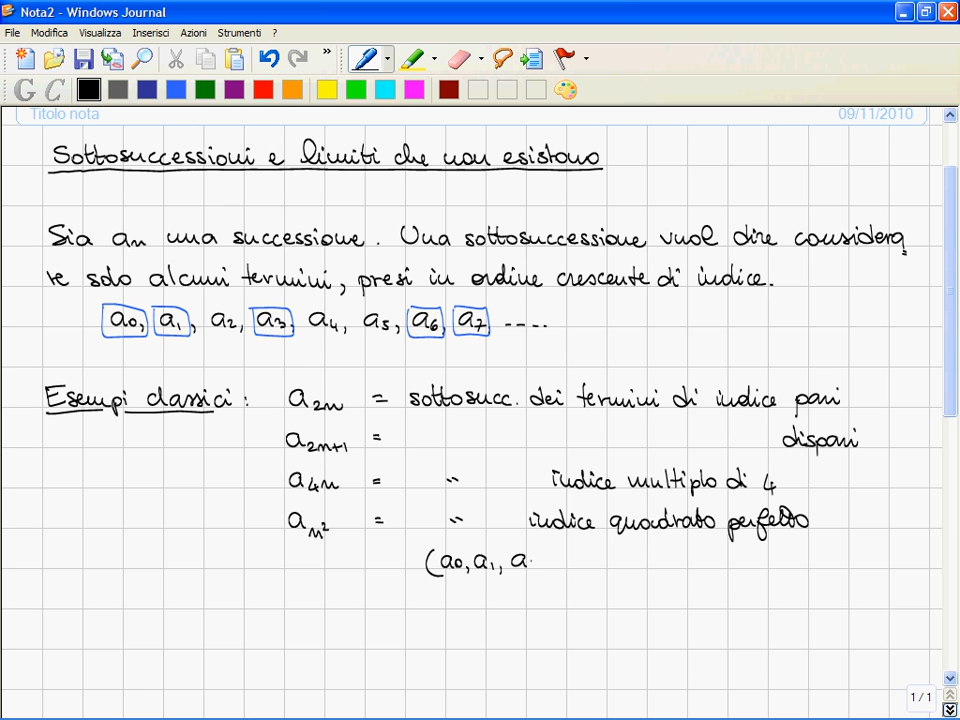 Nota2 - Windows Journal
File Modifica Visualizza Inserisci Azioni Strumenti ?
G C
Titolo nota 09/11/2010
Sottosuccessioni e limiti che non esistono
Sia an una successione. Una sottosuccessione vuol dire considera
re solo alcuni termini, presi in ordine crescente di indice.
a0, a1, a2, a3, a4, a5, a6, a7 ....
Esempi classici: a2n = sottosucc. dei termini di indice pari
a2n+1 = dispari
a4n = " indice multiplo di 4
an² = " indice quadrato perfetto
(a0, a1, a
1 / 1